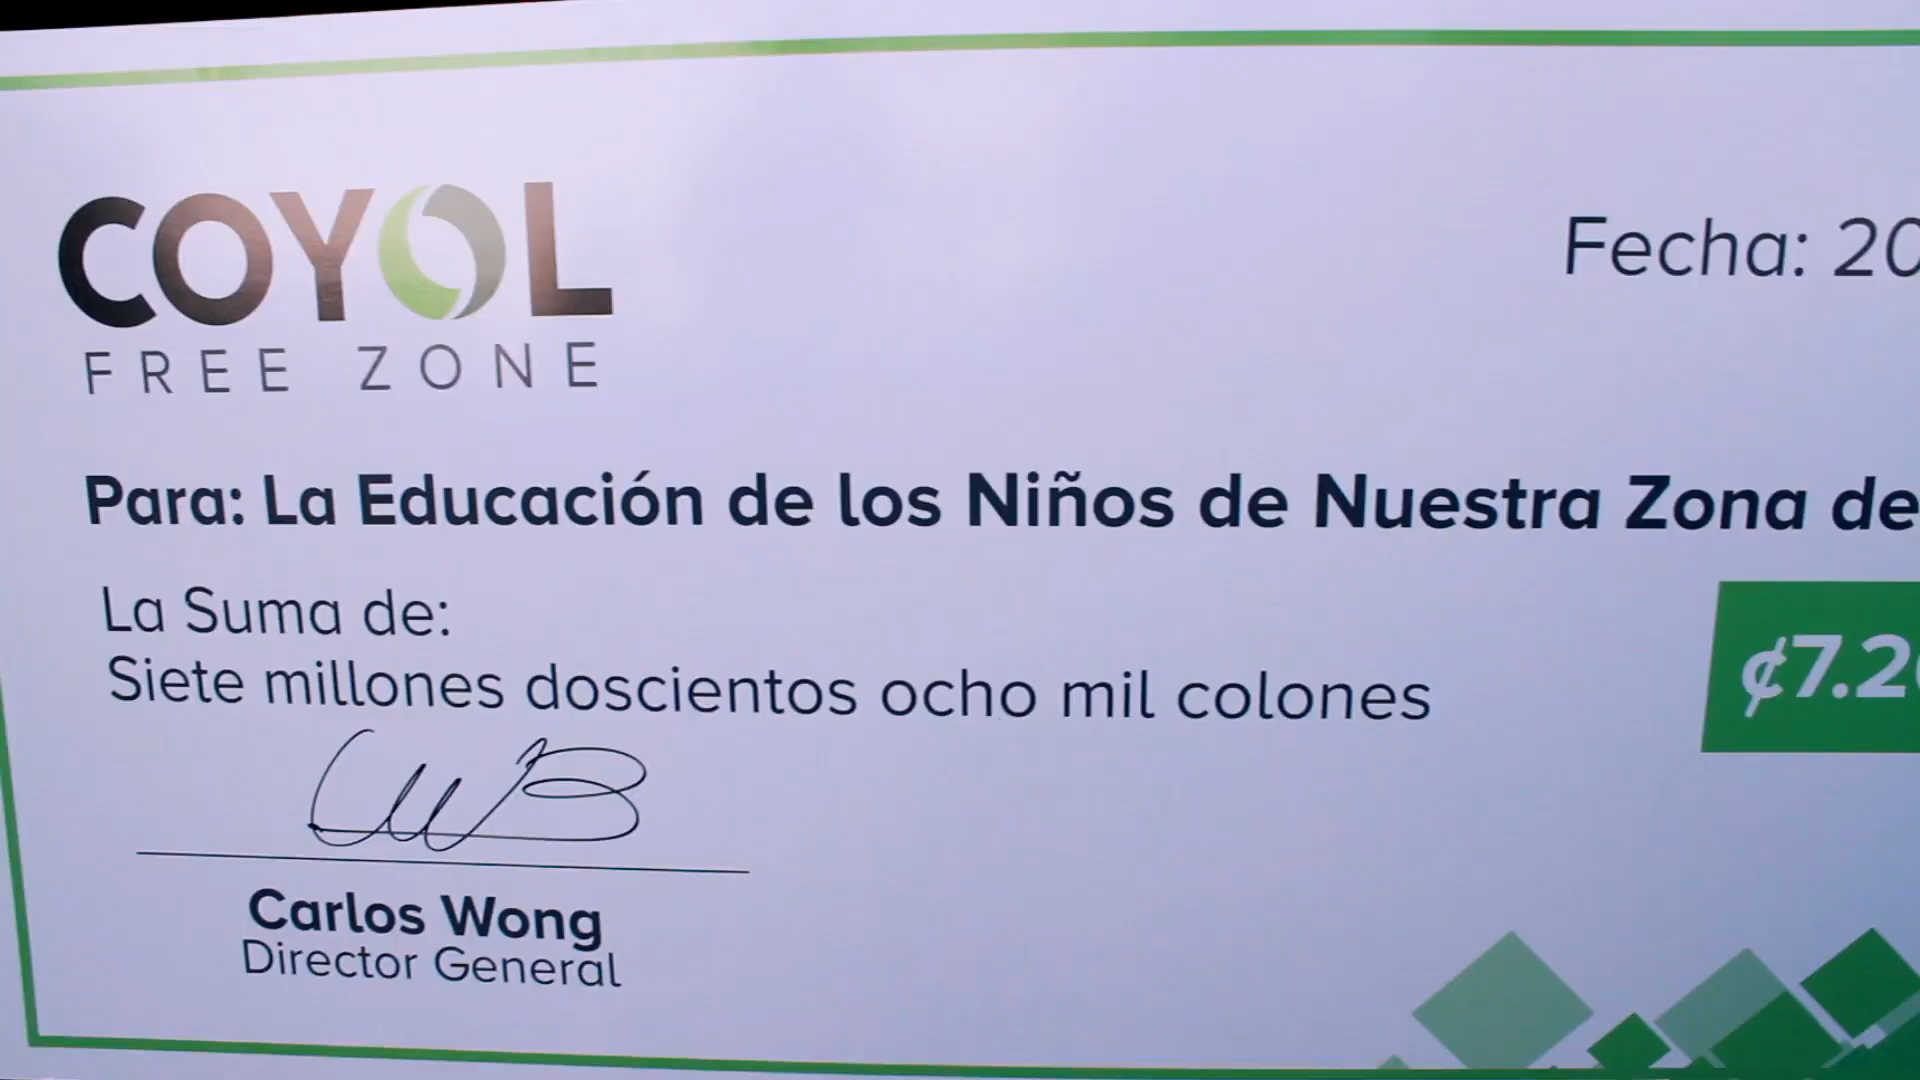 COYOL
FREE ZONE
Fecha: 20
Para: La Educación de los Niños de Nuestra Zona de
La Suma de:
Siete millones doscientos ocho mil colones
₡7.20
Carlos Wong
Director General